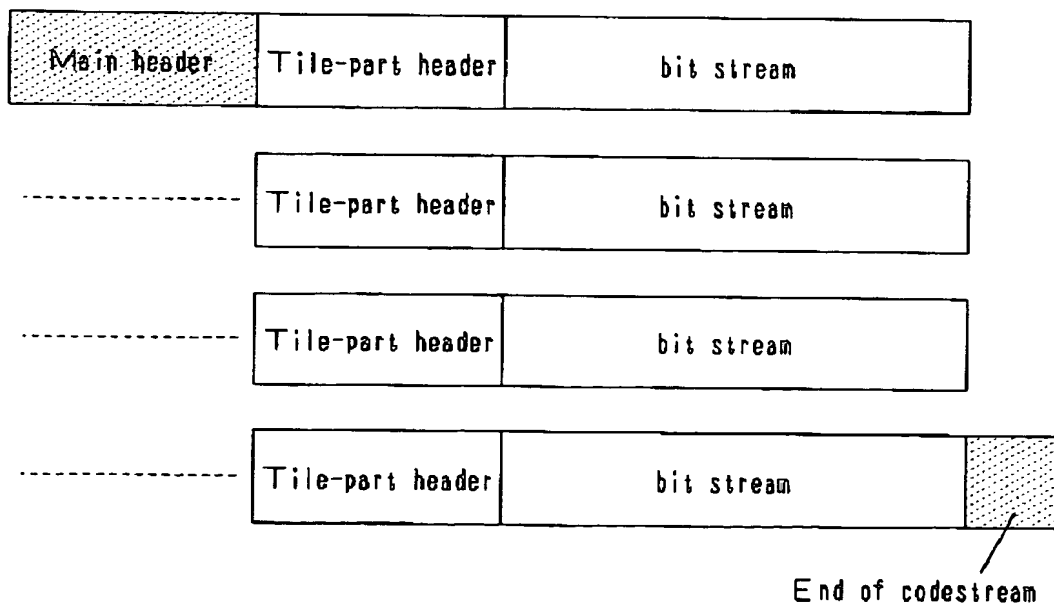 Main header Tile-part header bit stream
Tile-part header bit stream
Tile-part header bit stream
Tile-part header bit stream
End of codestream